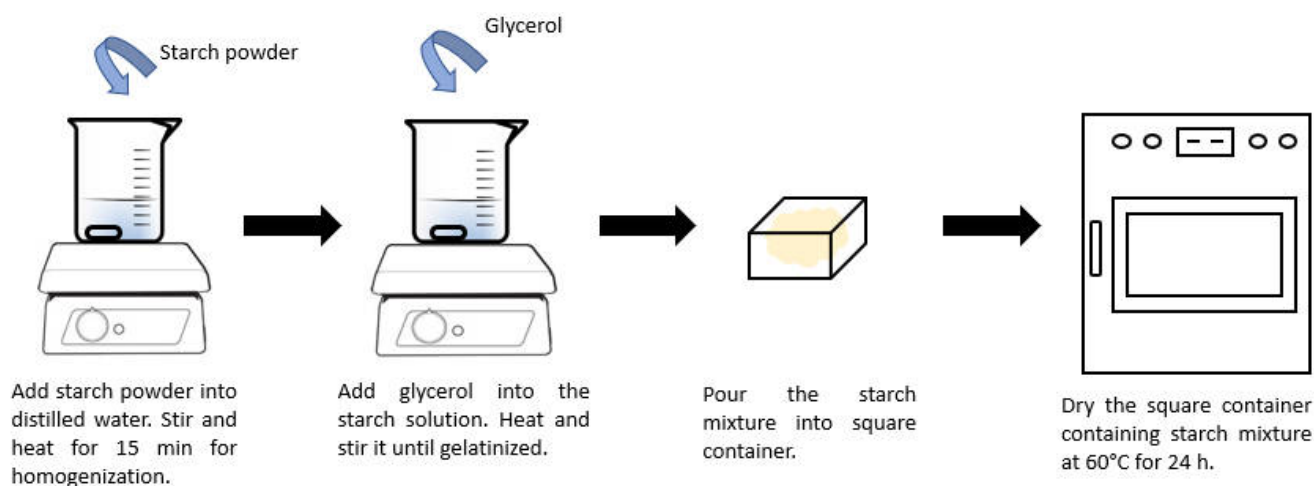 Starch powder
Glycerol
Add starch powder into
distilled water. Stir and
heat for 15 min for
homogenization.
Add glycerol into the
starch solution. Heat and
stir it until gelatinized.
Pour the starch
mixture into square
container.
Dry the square container
containing starch mixture
at 60°C for 24 h.